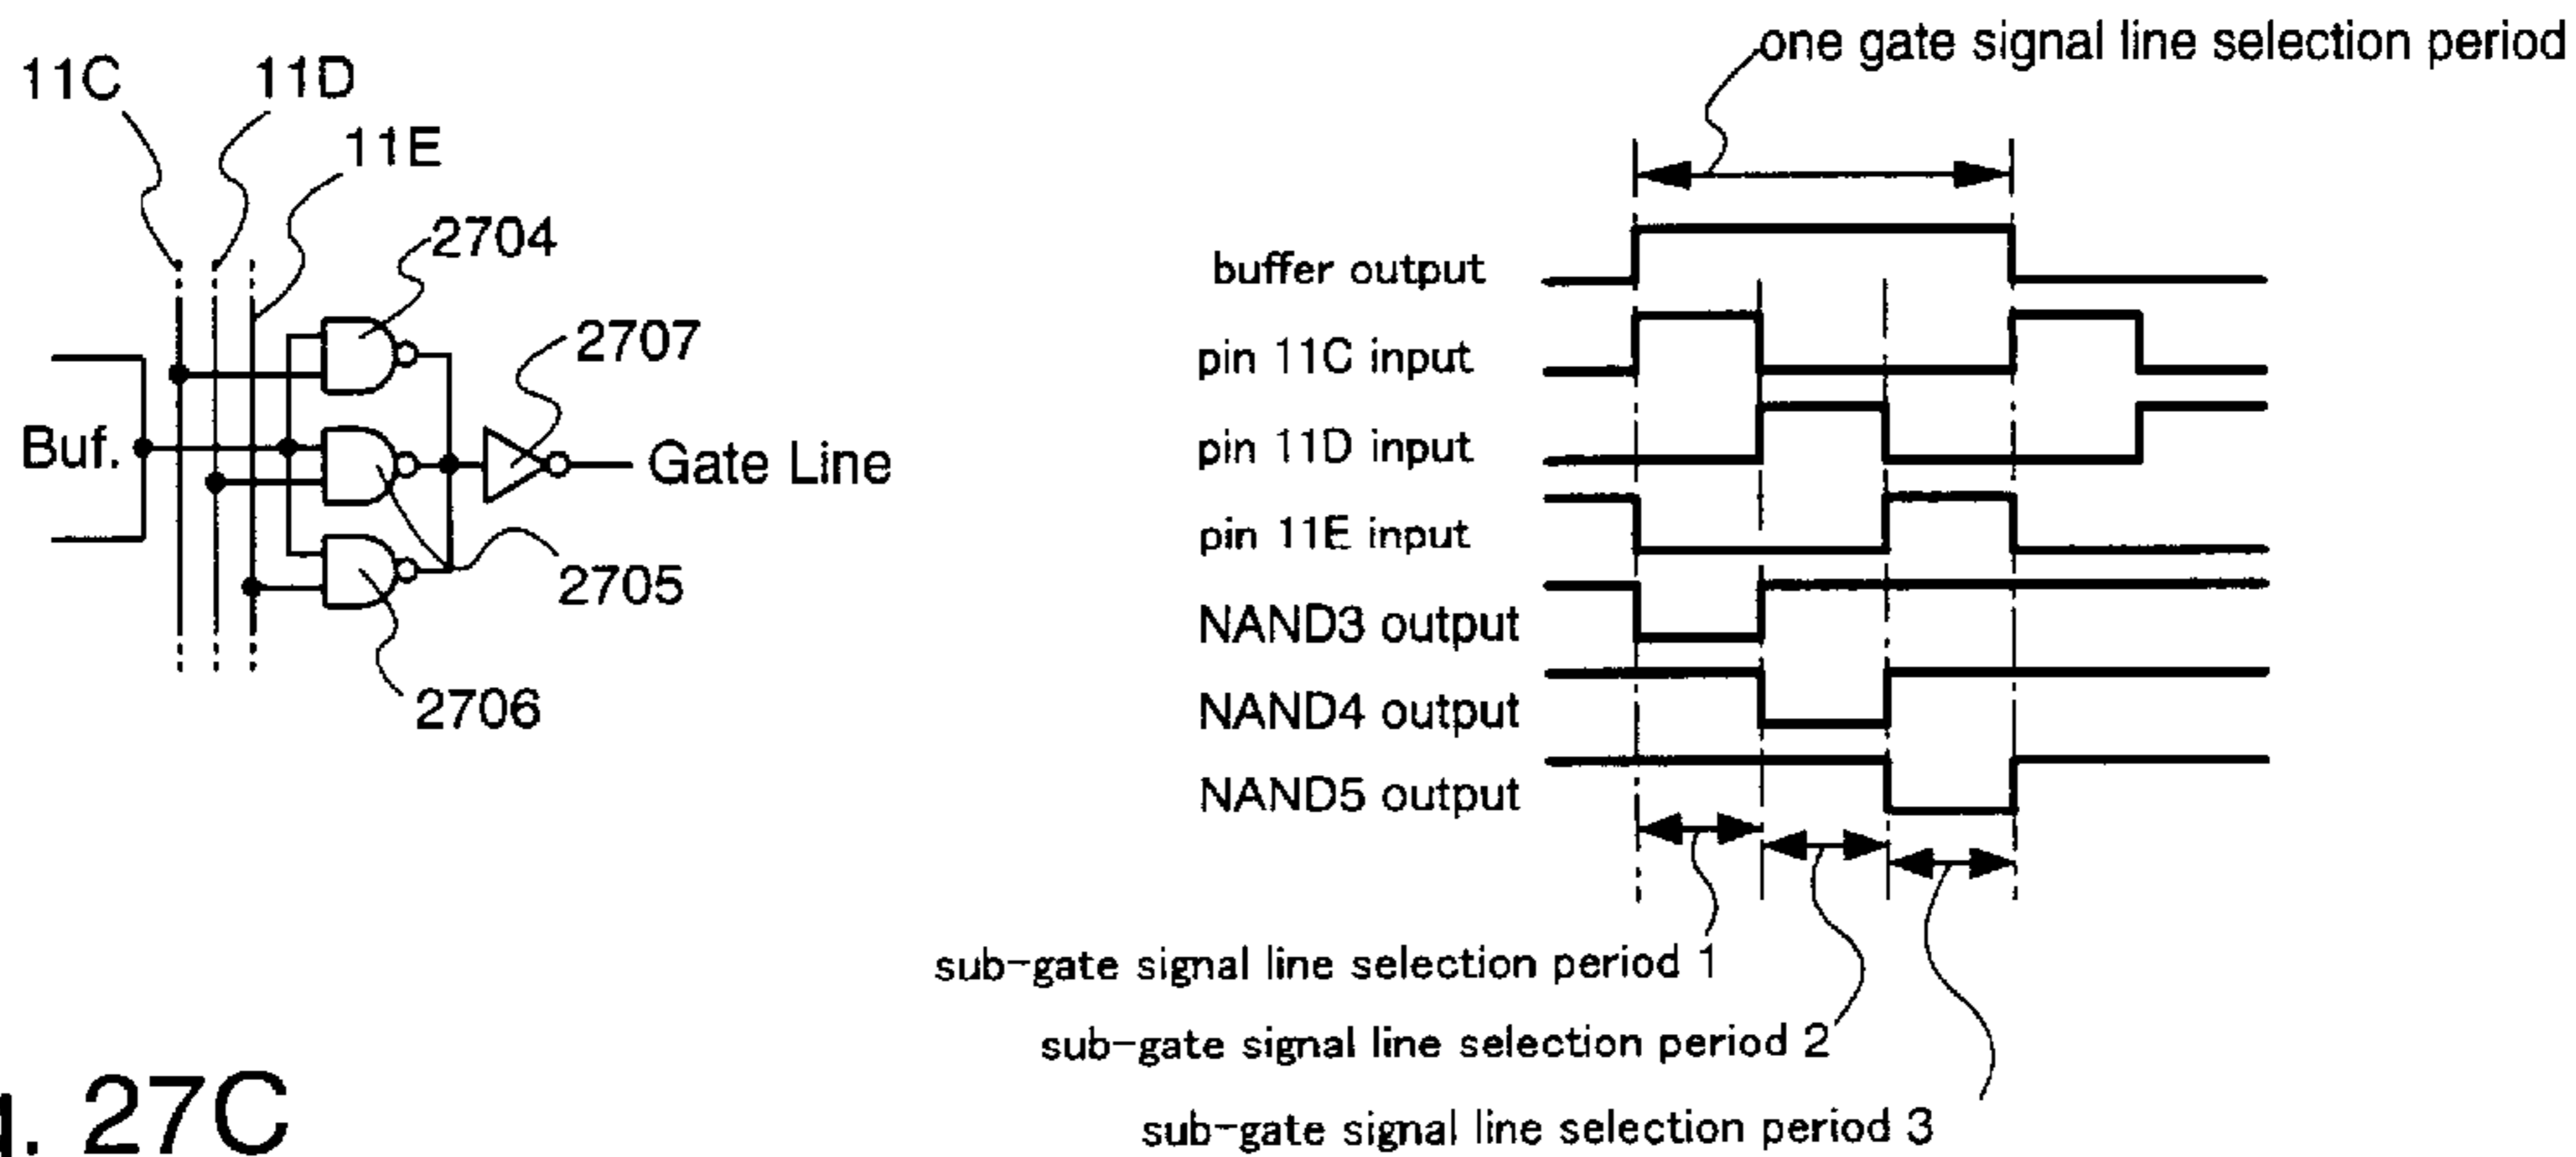 11C
11D
11E
2704
2707
Buf.
Gate Line
2705
2706
one gate signal line selection period
buffer output
pin 11C input
pin 11D input
pin 11E input
NAND3 output
NAND4 output
NAND5 output
sub-gate signal line selection period 1
sub-gate signal line selection period 2
sub-gate signal line selection period 3
. 27C